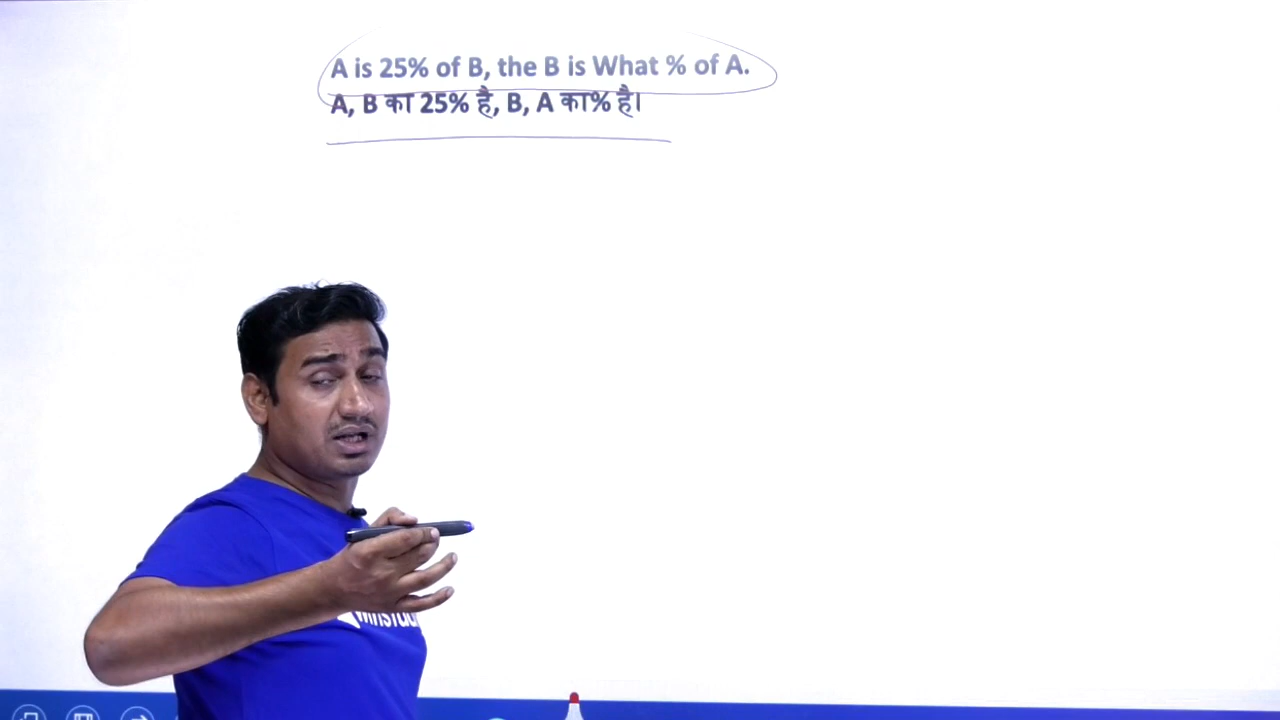 A is 25% of B, the B is What % of A.
A, B का 25% है, B, A का% है।